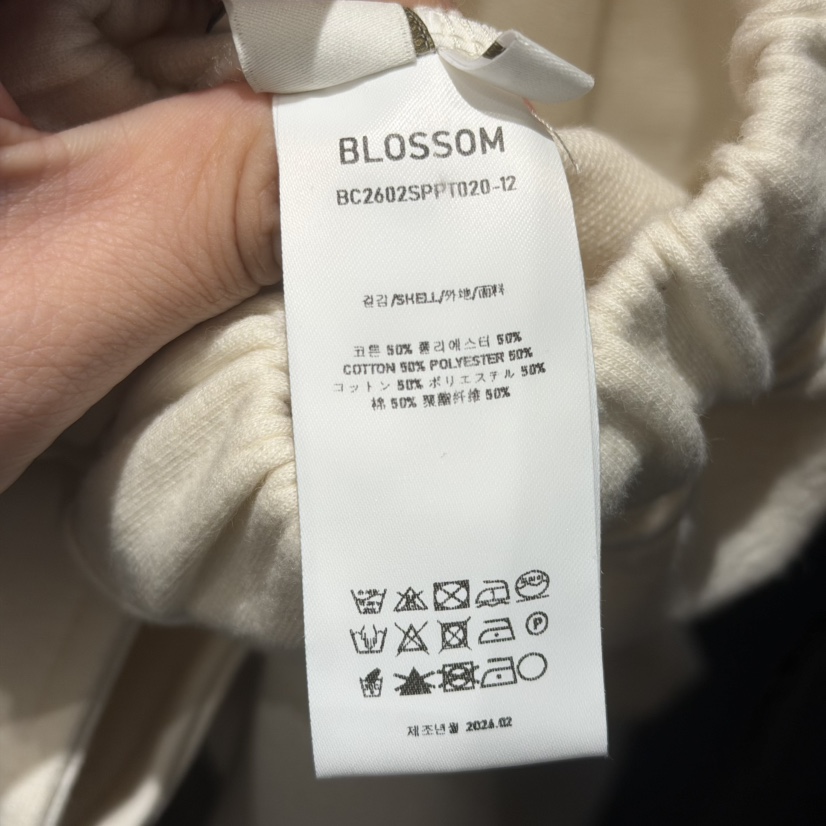 BLOSSOM
BC2602SPPT020-12
겉감/SHELL/外地/面料
코튼 50% 폴리에스터 50%
COTTON 50% POLYESTER 50%
コットン 50% ポリエステル 50%
棉 50% 聚酯纤维 50%
P
제조년월 2026.02